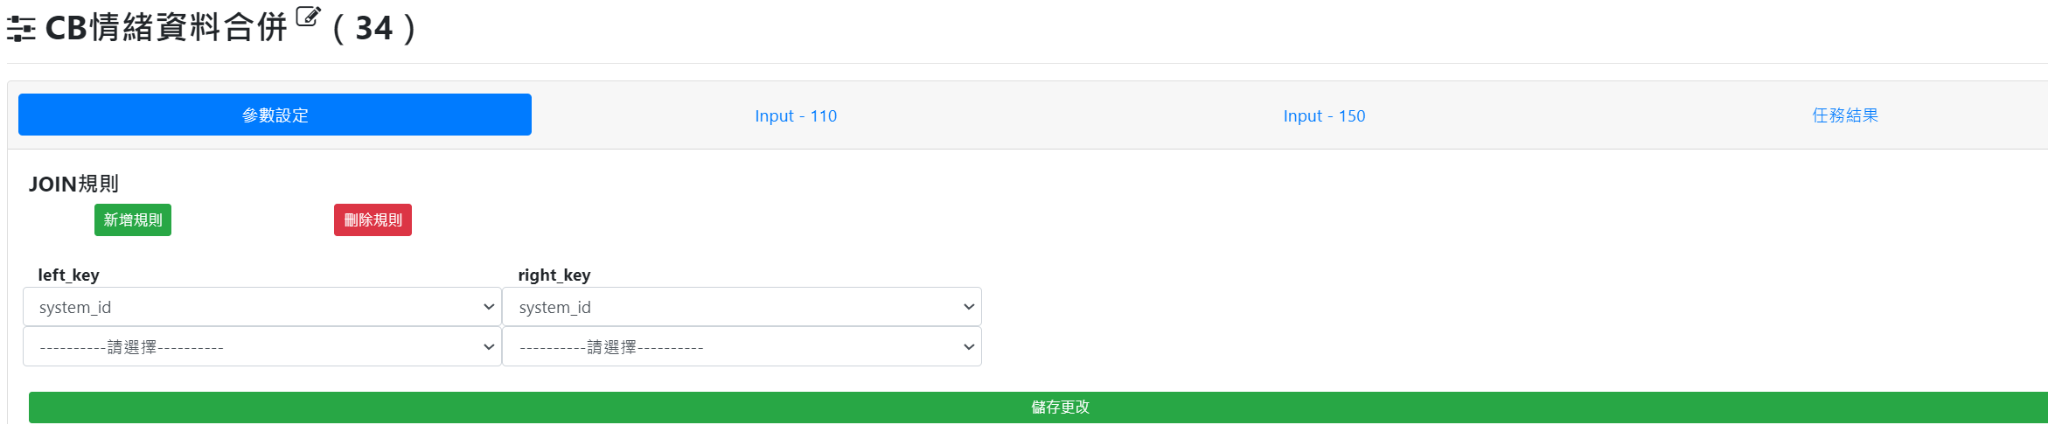 CB情緒資料合併 ( 34 )
參數設定 Input - 110 Input - 150 任務結果
JOIN規則
新增規則 刪除規則
left_key right_key
system_id system_id
----------請選擇---------- ----------請選擇----------
儲存更改